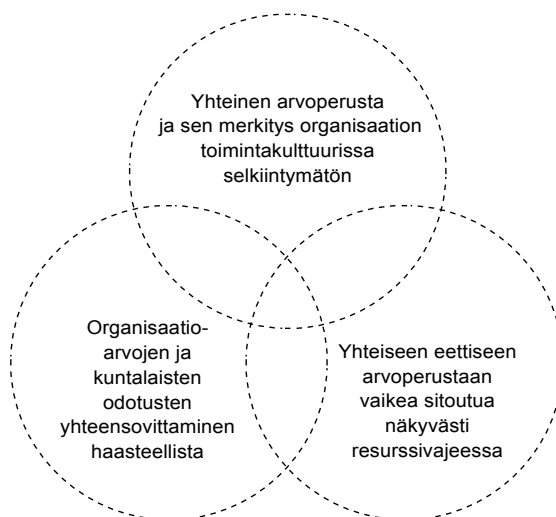 Yhteinen arvoperusta
ja sen merkitys organisaation
toimintakulttuurissa
selkiintymätön
Organisaatio-
arvojen ja
kuntalaisten
odotusten
yhteensovittaminen
haasteellista
Yhteiseen eettiseen
arvoperustaan
vaikea sitoutua
näkyvästi
resurssivajeessa